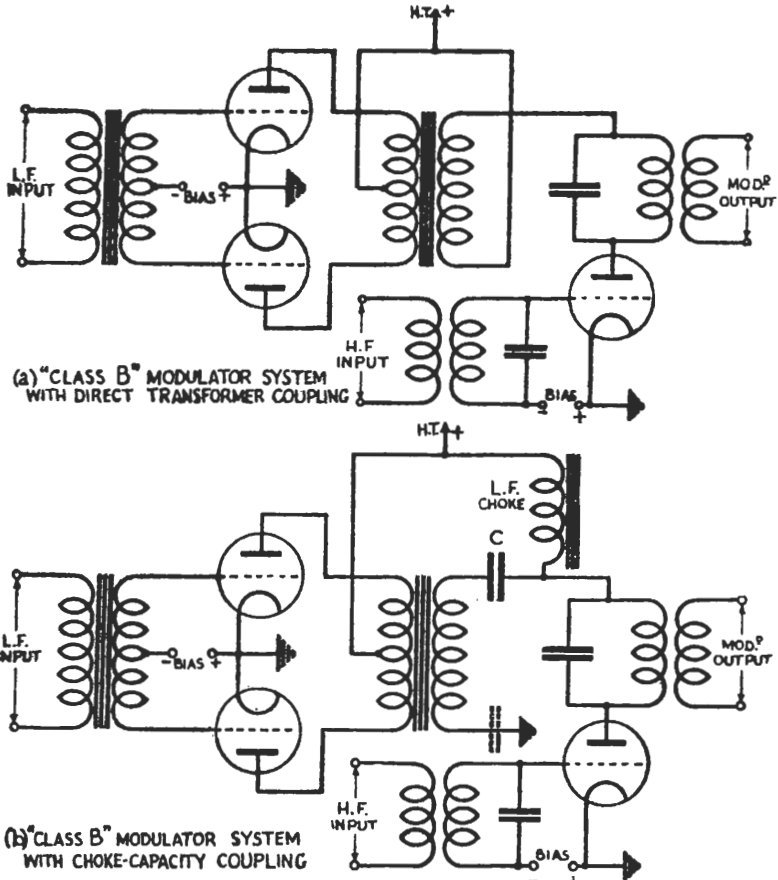 H.T. +
L.F.
INPUT
- BIAS +
MOD.D
OUTPUT
H.F.
INPUT
BIAS
- +
(a) "CLASS B" MODULATOR SYSTEM
WITH DIRECT TRANSFORMER COUPLING
H.T. +
L.F.
CHOKE
C
L.F.
INPUT
- BIAS +
MOD.D
OUTPUT
H.F.
INPUT
BIAS
- +
(b) "CLASS B" MODULATOR SYSTEM
WITH CHOKE-CAPACITY COUPLING